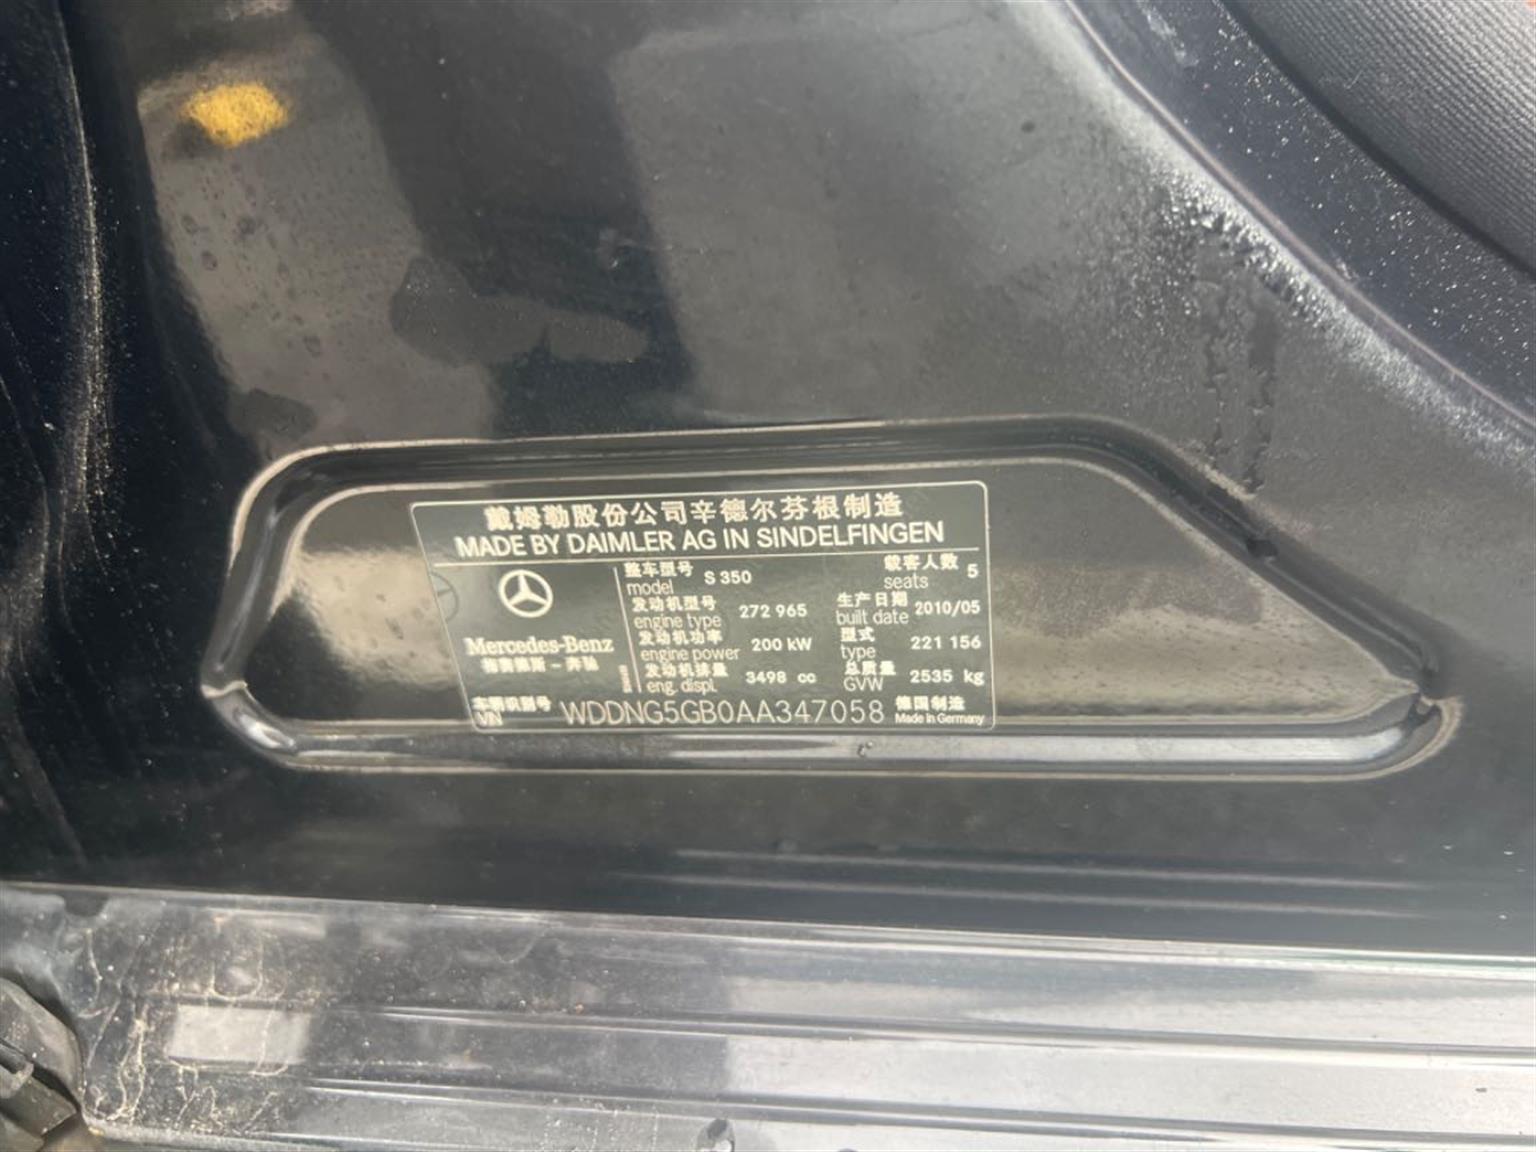 戴姆勒股份公司辛德尔芬根制造
MADE BY DAIMLER AG IN SINDELFINGEN
整车型号 载客人数
model S 350 seats 5
发动机型号 生产日期
engine type 272 965 built date 2010/05
发动机功率 型式
engine power 200 kW type 221 156
发动机排量 总质量
eng. displ. 3498 cc GVW 2535 kg
Mercedes-Benz
梅赛德斯－奔驰
车辆识别号 德国制造
VIN WDDNG5GB0AA347058 Made in Germany